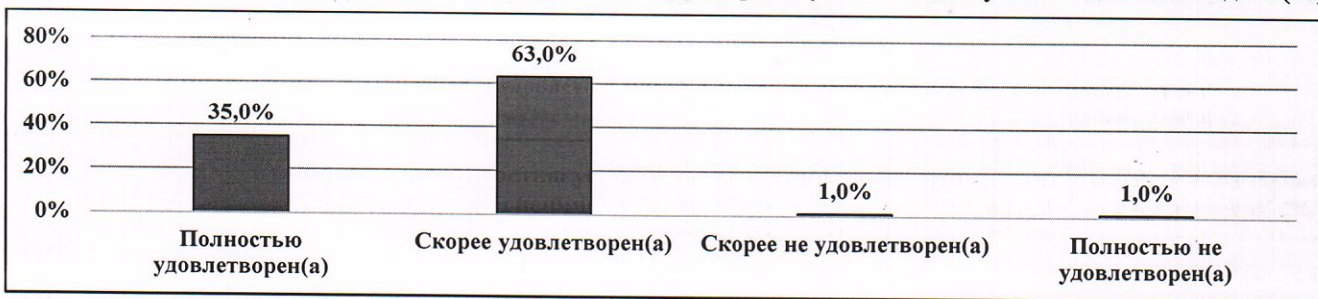 80%
60%
40%
20%
0%
35,0%
63,0%
1,0%
1,0%
Полностью
удовлетворен(а)
Скорее удовлетворен(а)
Скорее не удовлетворен(а)
Полностью не
удовлетворен(а)